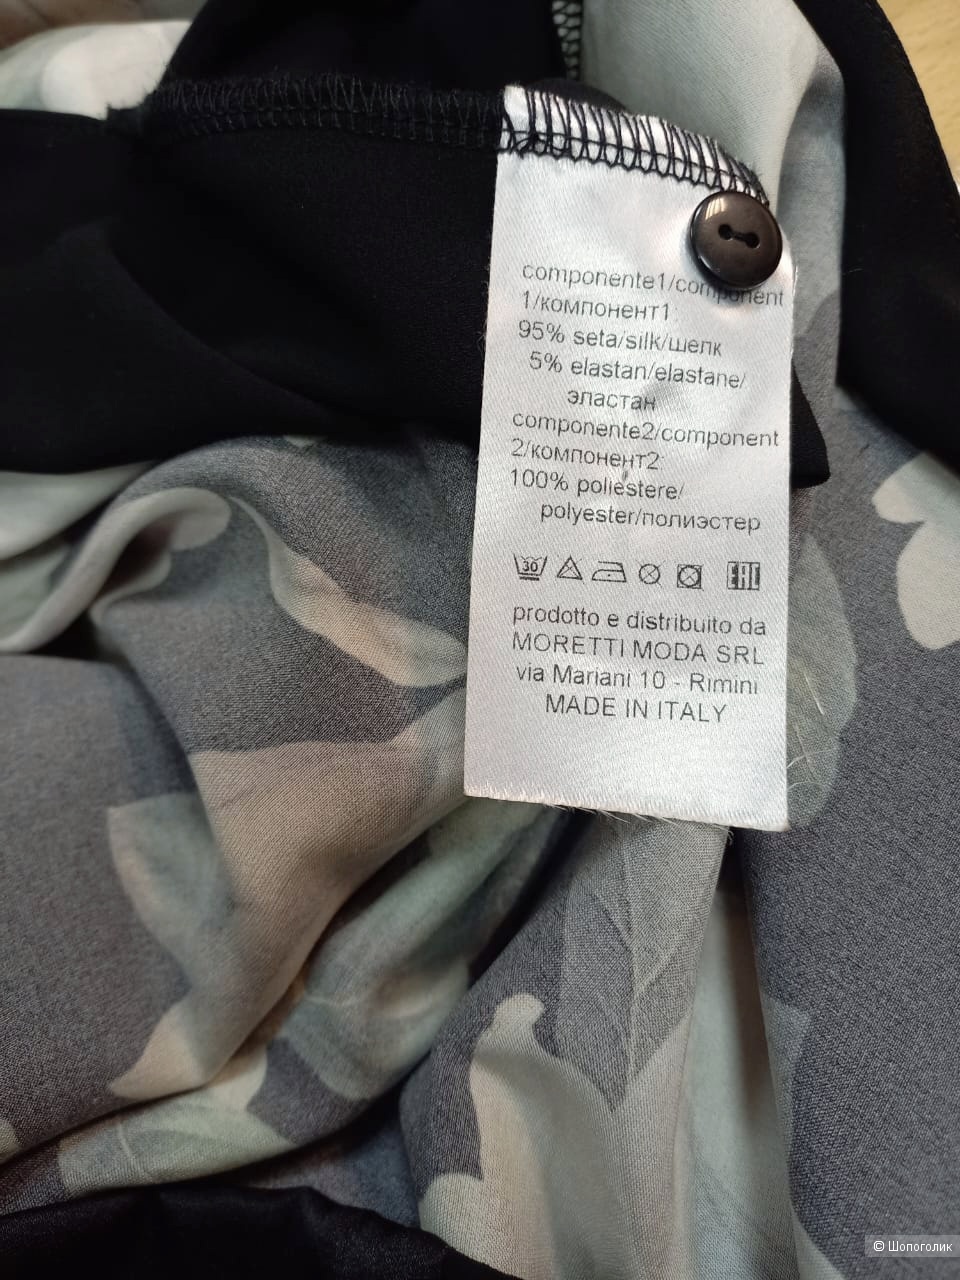 componente1/component
1/компонент1:
95% seta/silk/шелк
5% elastan/elastane/
эластан
componente2/component
2/компонент2:
100% poliestere/
polyester/полиэстер
30 EAC
prodotto e distribuito da
MORETTI MODA SRL
via Mariani 10 - Rimini
MADE IN ITALY
© Шопоголик